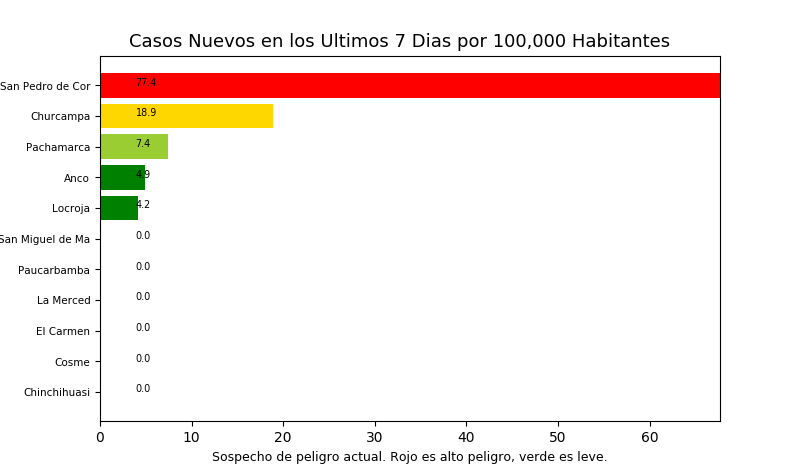 Casos Nuevos en los Ultimos 7 Dias por 100,000 Habitantes
San Pedro de Cor 77.4
Churcampa 18.9
Pachamarca 7.4
Anco 4.9
Locroja 4.2
San Miguel de Ma 0.0
Paucarbamba 0.0
La Merced 0.0
El Carmen 0.0
Cosme 0.0
Chinchihuasi 0.0
0 10 20 30 40 50 60
Sospecho de peligro actual. Rojo es alto peligro, verde es leve.